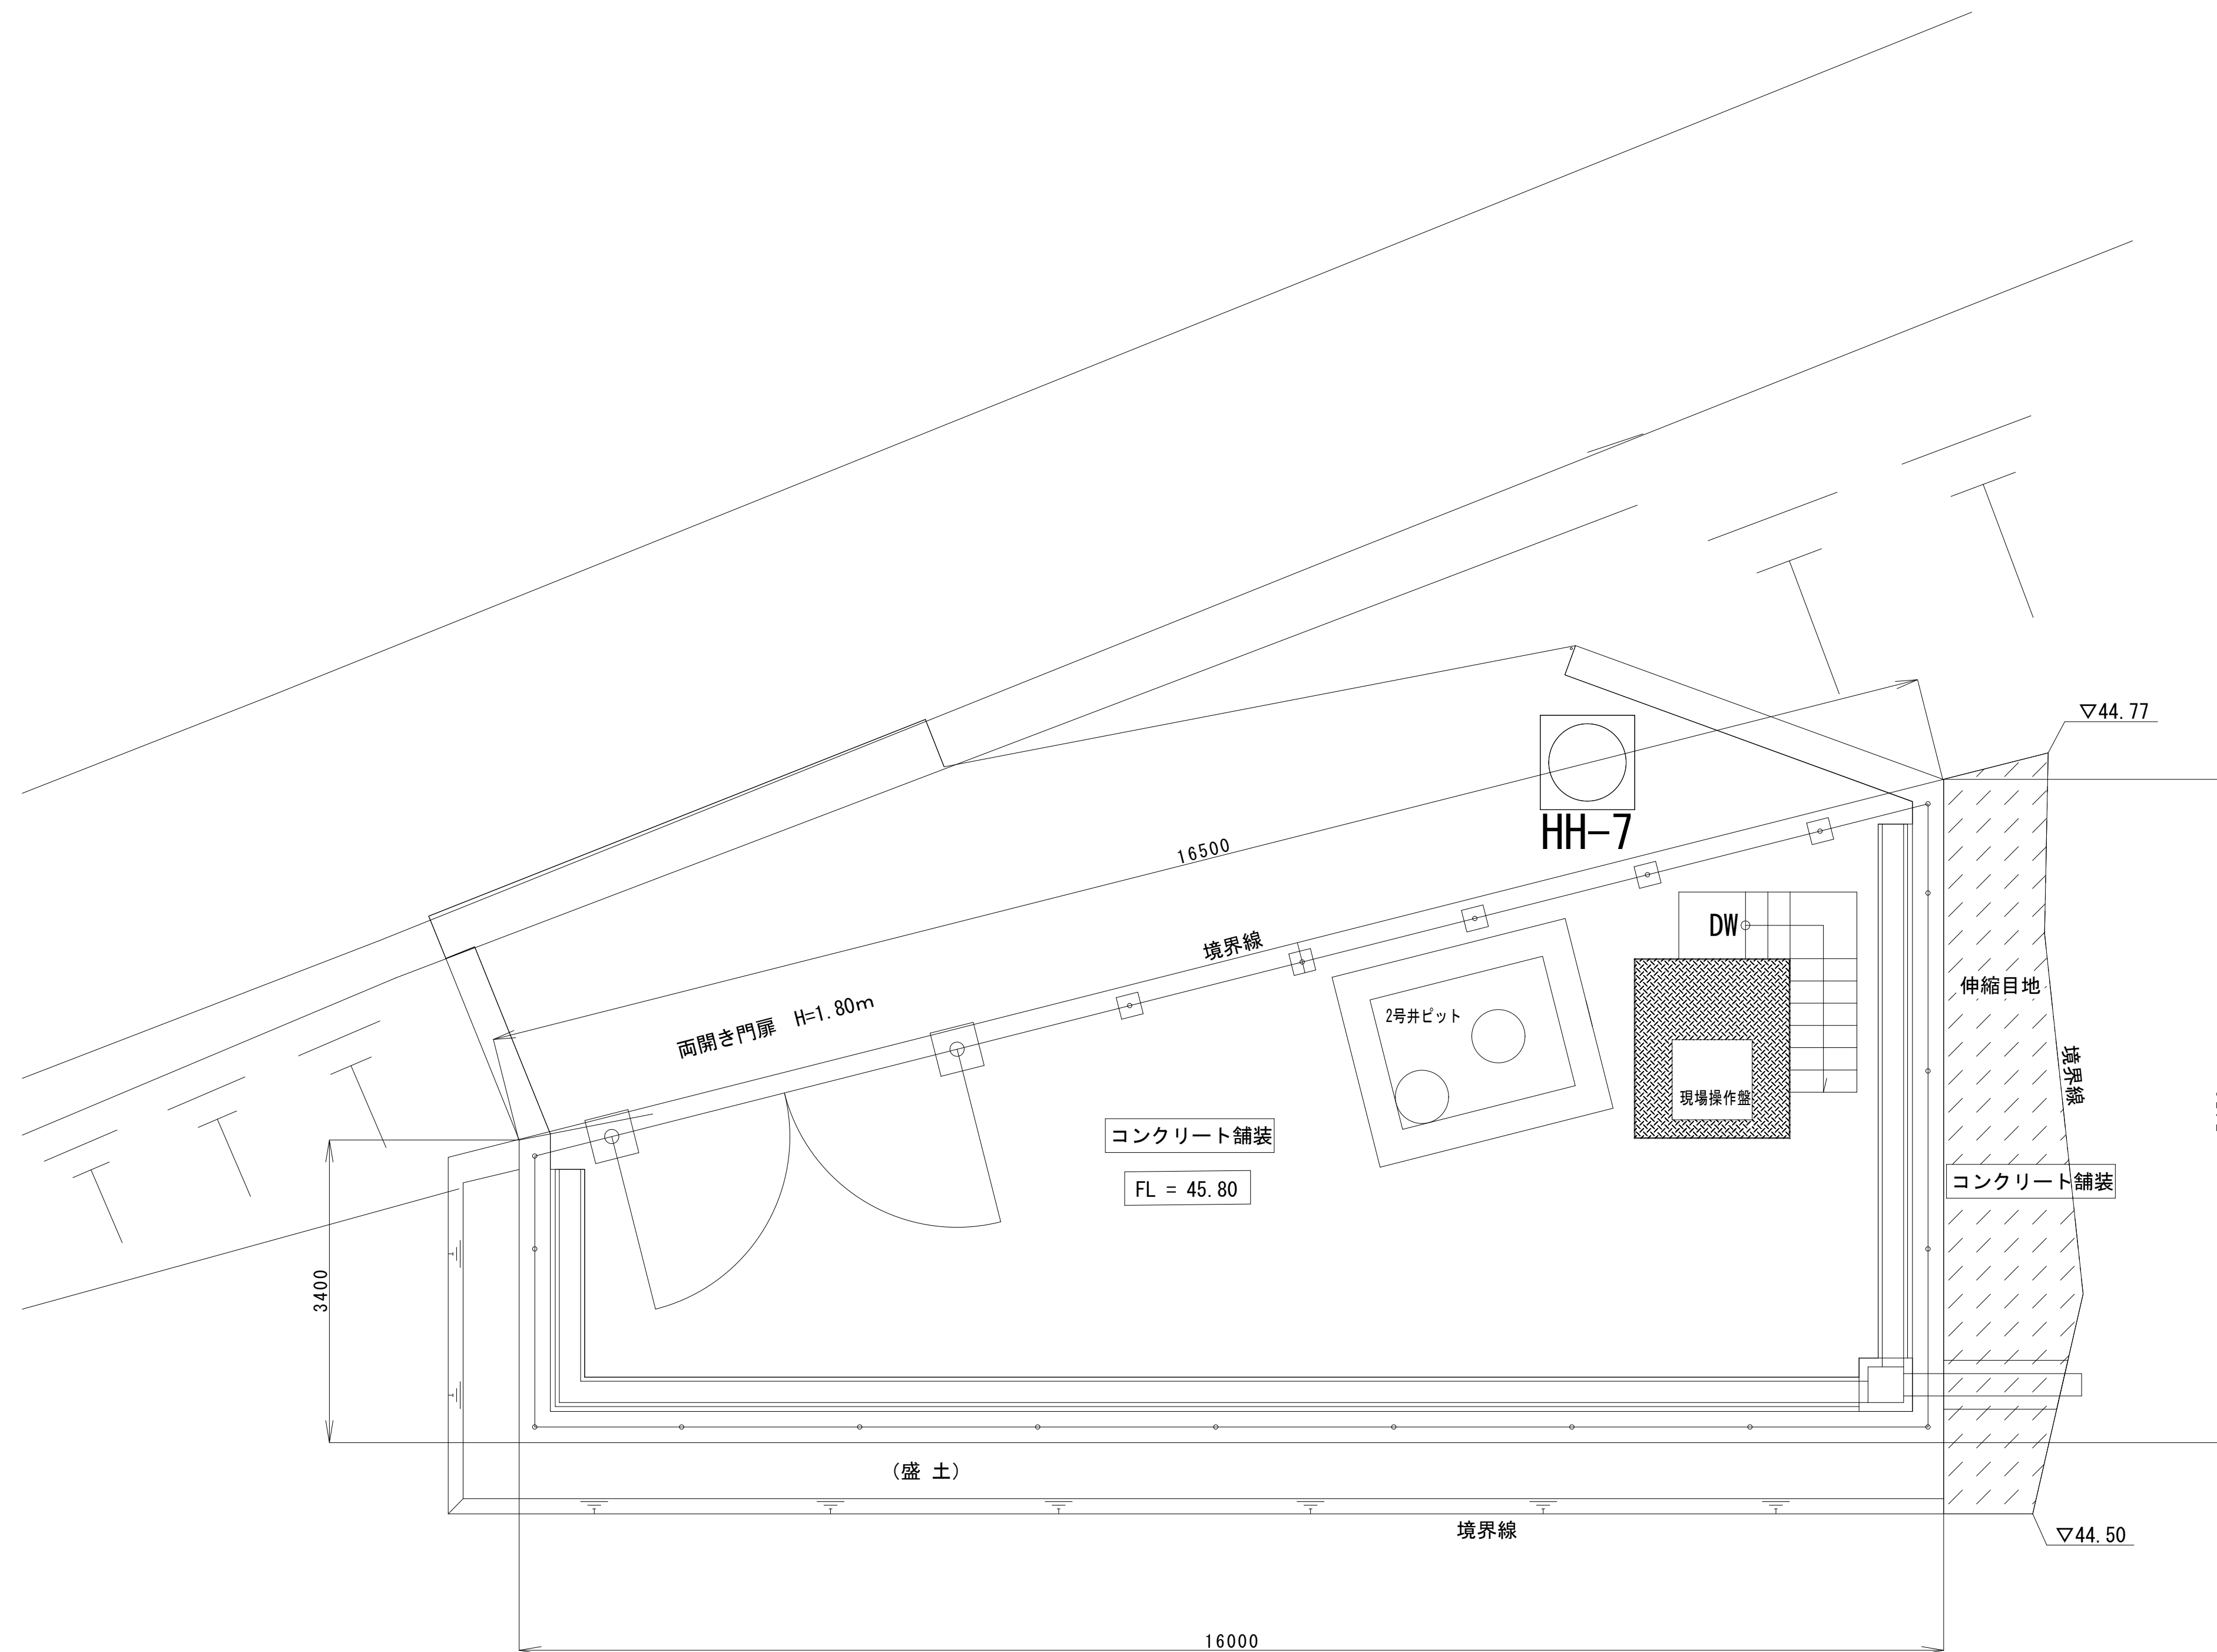 ▽44.77
HH-7
16500
境界線
DW
両開き門扉　H=1.80m
2号井ピット
伸縮目地
境界線
現場操作盤
コンクリート舗装
FL = 45.80
コンクリート舗装
3400
(盛 土)
境界線
▽44.50
16000